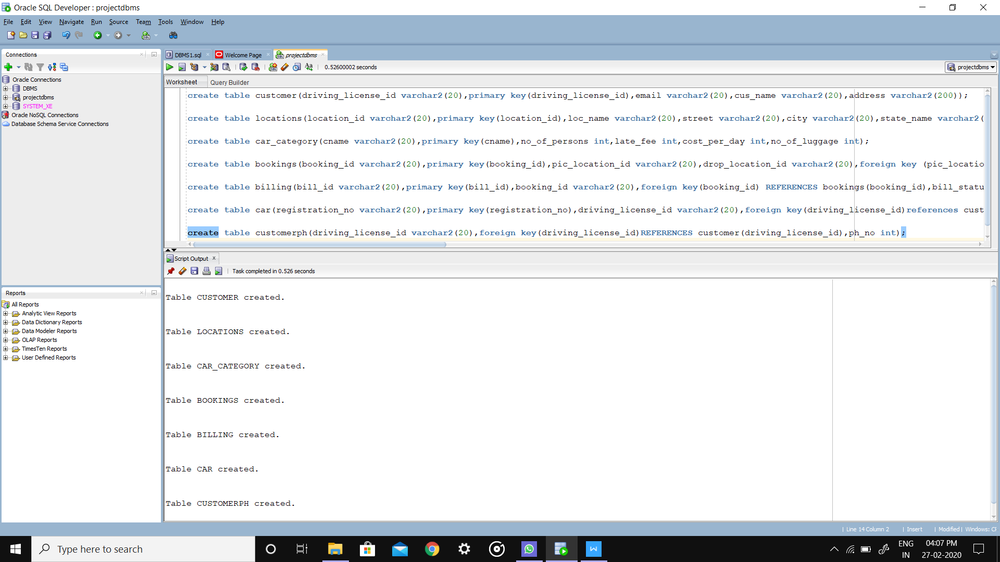 Oracle SQL Developer : projectdbms
File Edit View Navigate Run Source Team Tools Window Help
Connections
Oracle Connections
DBMS
projectdbms
SYSTEM_XE
Oracle NoSQL Connections
Database Schema Service Connections
Reports
All Reports
Analytic View Reports
Data Dictionary Reports
Data Modeler Reports
OLAP Reports
TimesTen Reports
User Defined Reports
DBMS1.sql Welcome Page projectdbms
0.52600002 seconds
projectdbms
Worksheet Query Builder
create table customer(driving_license_id varchar2(20),primary key(driving_license_id),email varchar2(20),cus_name varchar2(20),address varchar2(200));
create table locations(location_id varchar2(20),primary key(location_id),loc_name varchar2(20),street varchar2(20),city varchar2(20),state_name varchar2(
create table car_category(cname varchar2(20),primary key(cname),no_of_persons int,late_fee int,cost_per_day int,no_of_luggage int);
create table bookings(booking_id varchar2(20),primary key(booking_id),pic_location_id varchar2(20),drop_location_id varchar2(20),foreign key (pic_locatio
create table billing(bill_id varchar2(20),primary key(bill_id),booking_id varchar2(20),foreign key(booking_id) REFERENCES bookings(booking_id),bill_statu
create table car(registration_no varchar2(20),primary key(registration_no),driving_license_id varchar2(20),foreign key(driving_license_id)references cust
create table customerph(driving_license_id varchar2(20),foreign key(driving_license_id)REFERENCES customer(driving_license_id),ph_no int);
Script Output
Task completed in 0.526 seconds
Table CUSTOMER created.
Table LOCATIONS created.
Table CAR_CATEGORY created.
Table BOOKINGS created.
Table BILLING created.
Table CAR created.
Table CUSTOMERPH created.
Line 14 Column 2 Insert Modified Windows: CF
Type here to search
ENG
IN
04:07 PM
27-02-2020